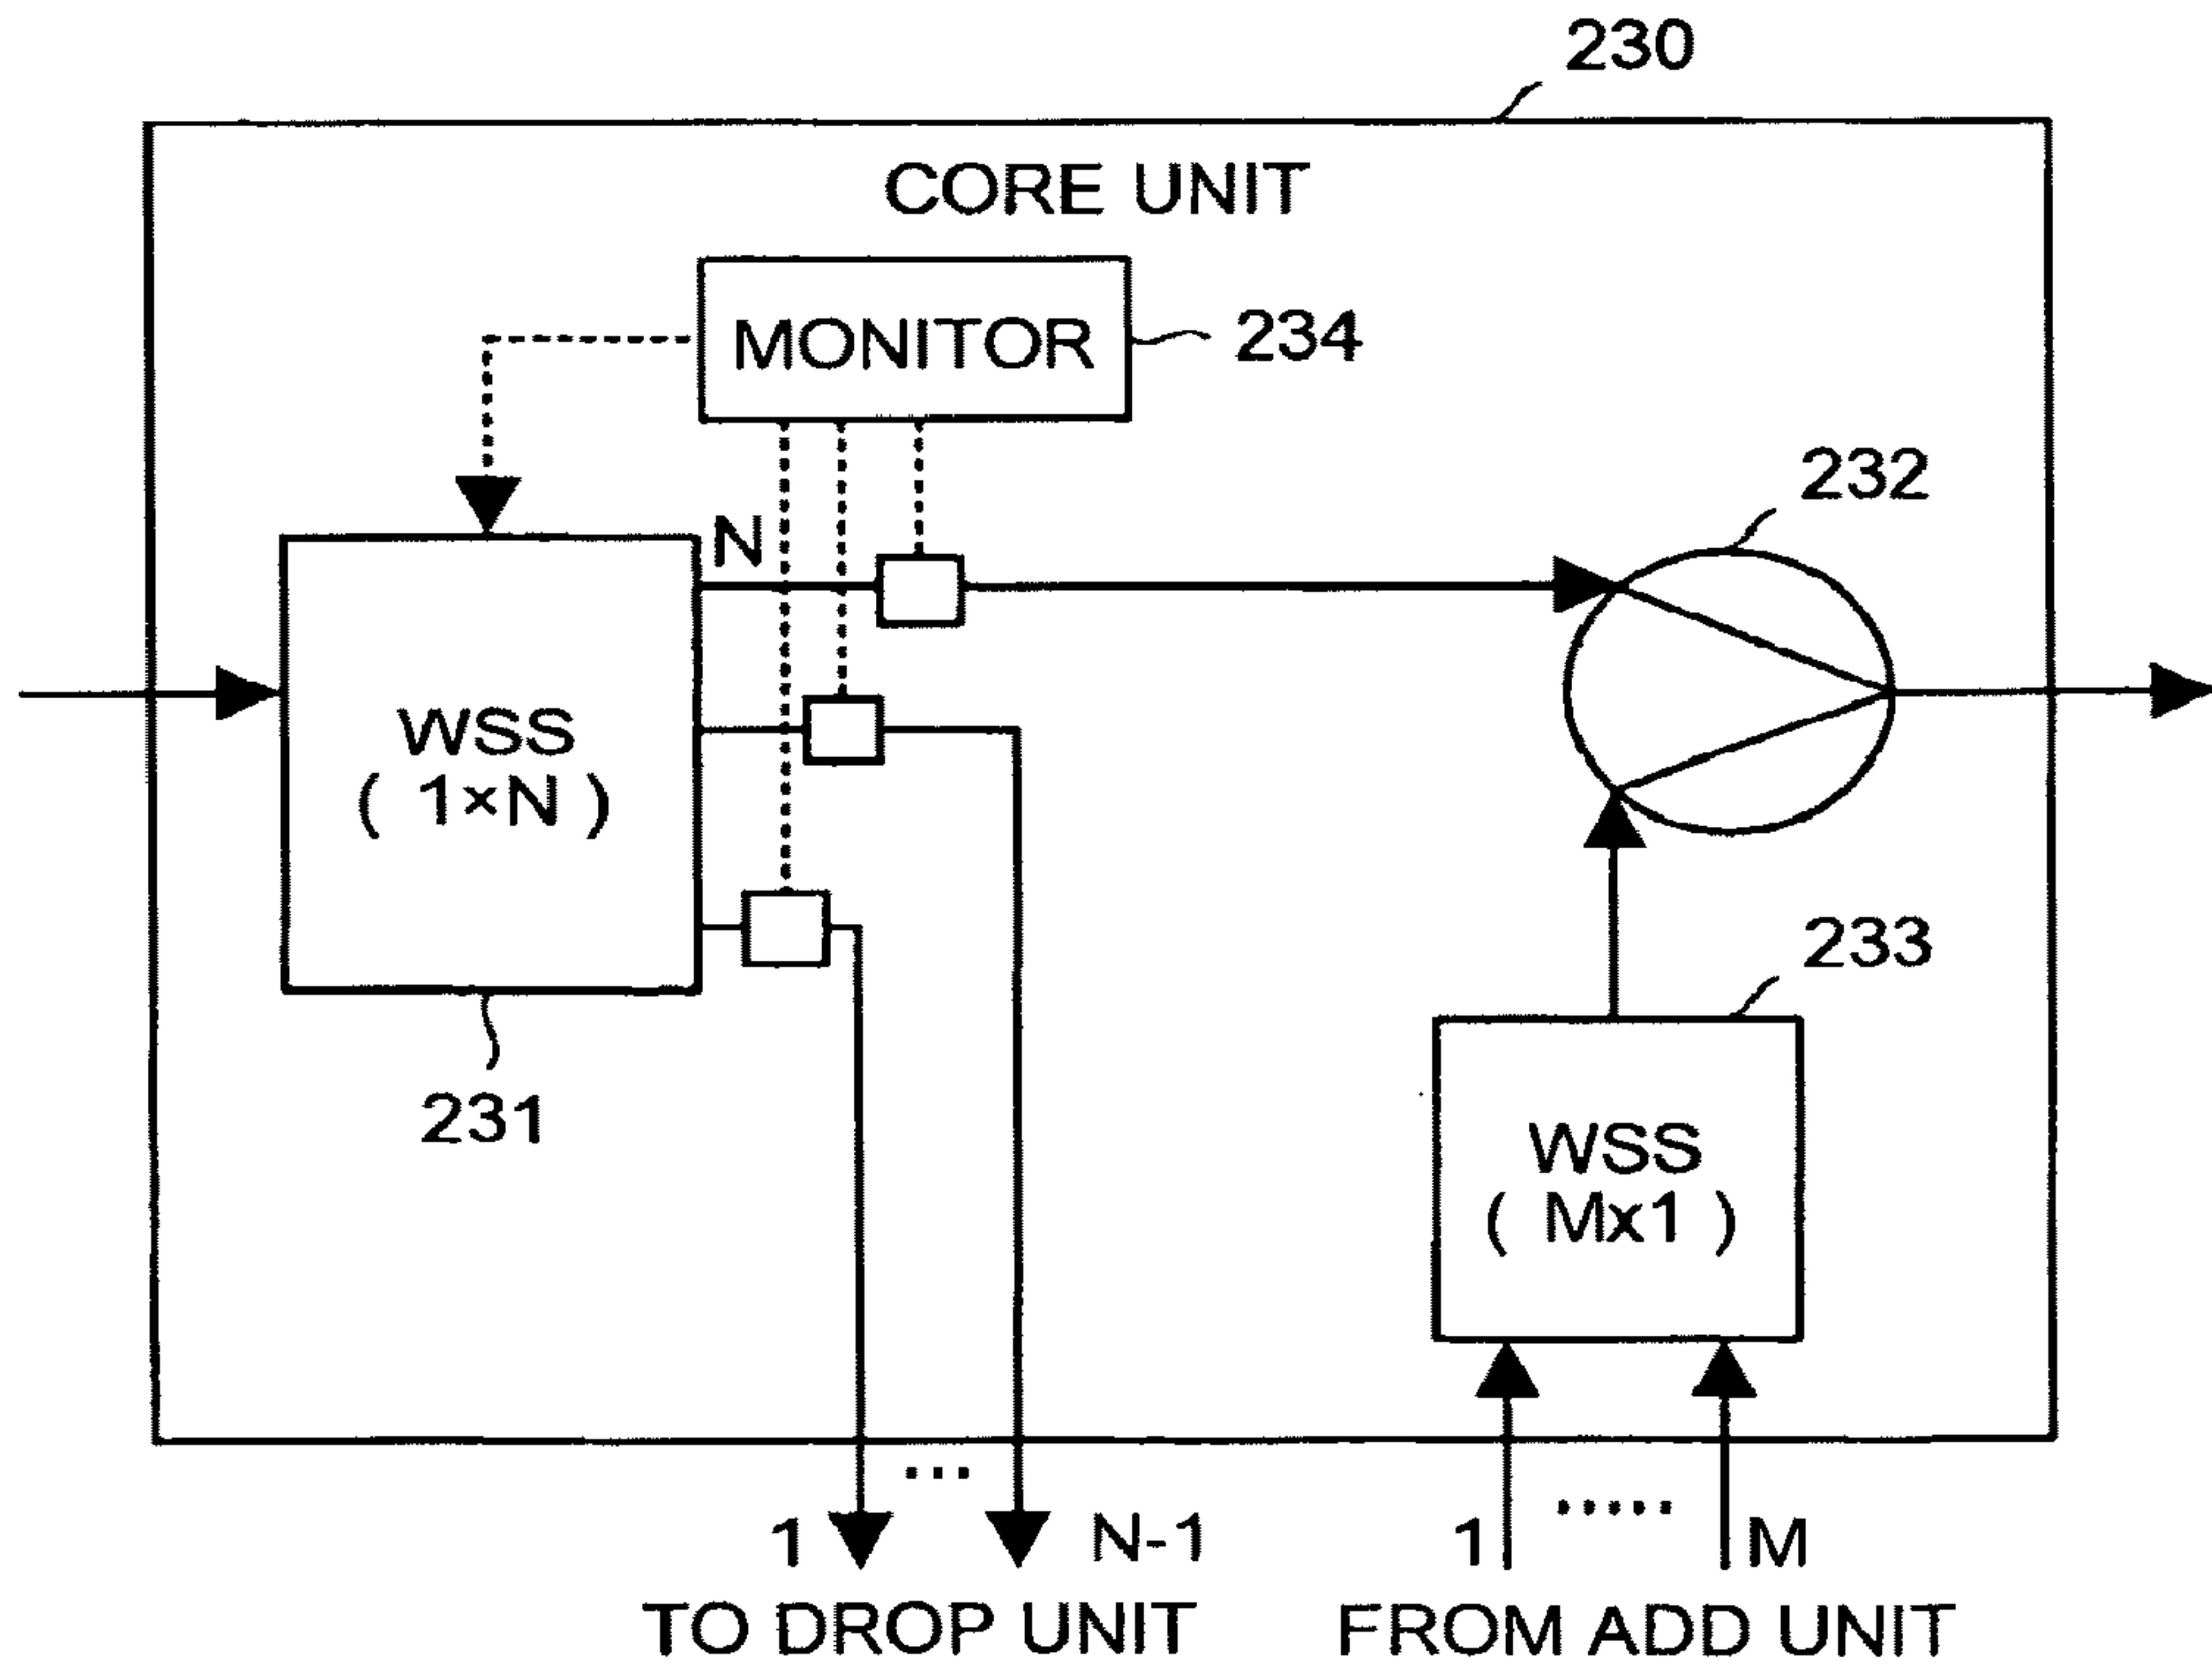 230
CORE UNIT
MONITOR
234
232
N
WSS
( 1×N )
233
231
WSS
( Mx1 )
1
...
N-1
1
.....
M
TO DROP UNIT
FROM ADD UNIT